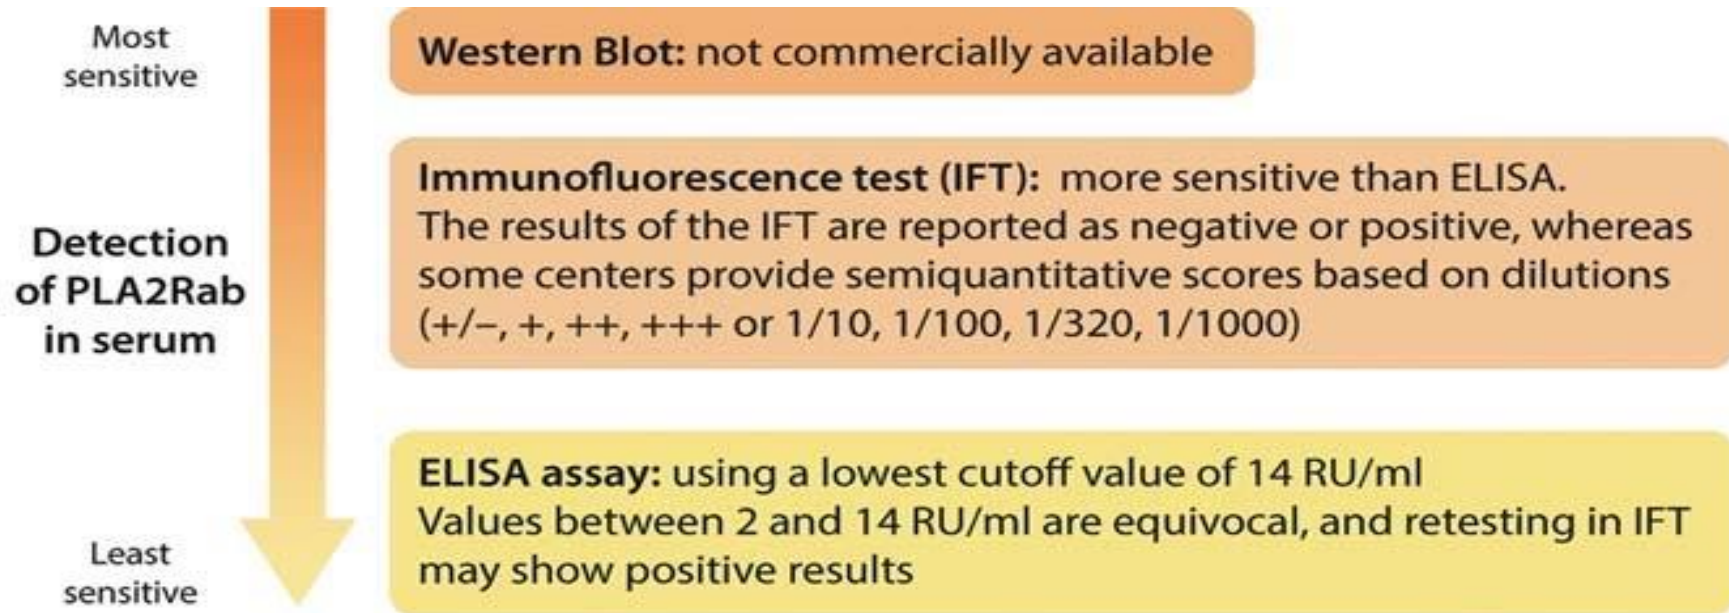 Most
sensitive
Western Blot: not commercially available
Immunofluorescence test (IFT):  more sensitive than ELISA.
The results of the IFT are reported as negative or positive, whereas
some centers provide semiquantitative scores based on dilutions
(+/–, +, ++, +++ or 1/10, 1/100, 1/320, 1/1000)
Detection
of PLA2Rab
in serum
ELISA assay: using a lowest cutoff value of 14 RU/ml
Values between 2 and 14 RU/ml are equivocal, and retesting in IFT
may show positive results
Least
sensitive